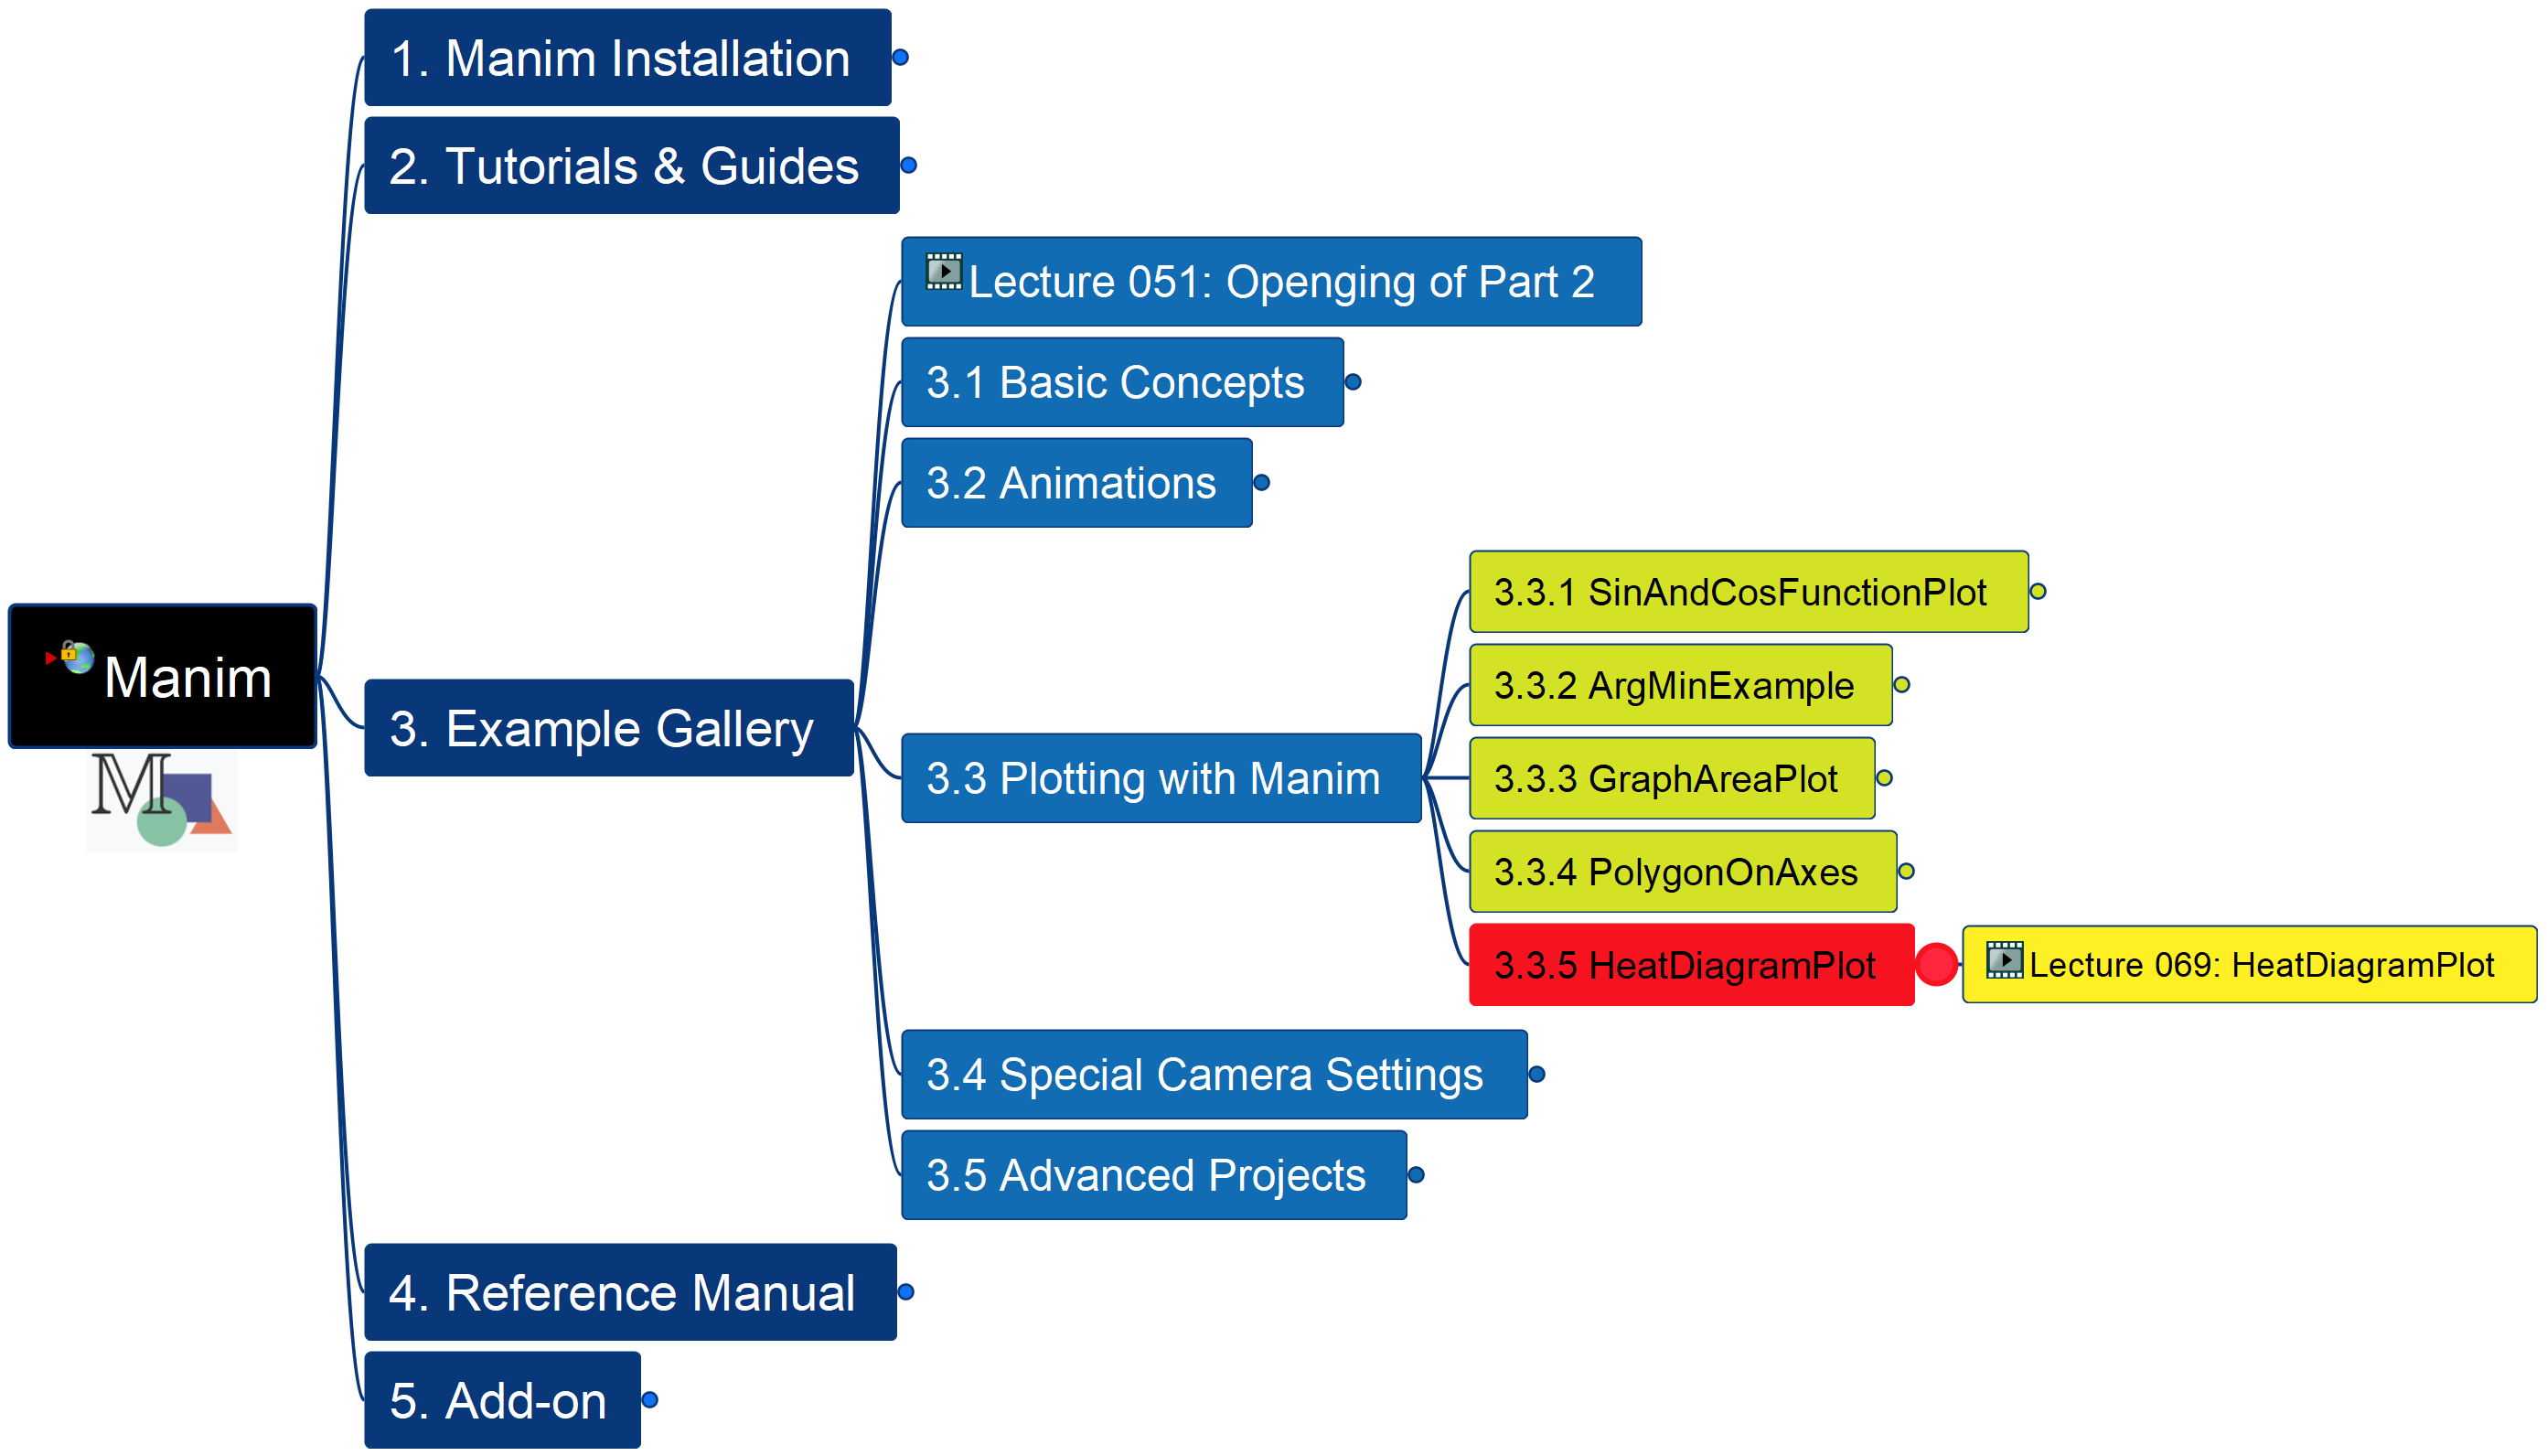 1. Manim Installation
2. Tutorials & Guides
Lecture 051: Openging of Part 2
3.1 Basic Concepts
3.2 Animations
3.3.1 SinAndCosFunctionPlot
3.3.2 ArgMinExample
Manim
3. Example Gallery
3.3 Plotting with Manim
3.3.3 GraphAreaPlot
M
3.3.4 PolygonOnAxes
3.3.5 HeatDiagramPlot
Lecture 069: HeatDiagramPlot
3.4 Special Camera Settings
3.5 Advanced Projects
4. Reference Manual
5. Add-on